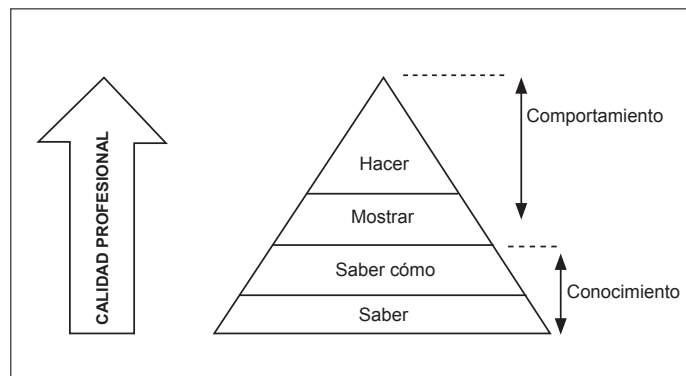 CALIDAD PROFESIONAL
Hacer
Mostrar
Saber cómo
Saber
Comportamiento
Conocimiento